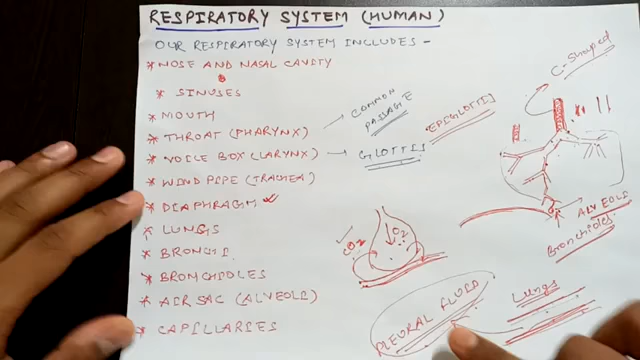 RESPIRATORY SYSTEM (HUMAN)
OUR RESPIRATORY SYSTEM INCLUDES -
* NOSE AND NASAL CAVITY
* SINUSES
* MOUTH
* THROAT (PHARYNX)
COMMON PASSAGE
* VOICE BOX (LARYNX)
GLOTTIS
EPIGLOTTIS
* WIND PIPE (TRACHEA)
* DIAPHRAGM
* LUNGS
* BRONCHI
* BRONCHIOLES
* AIR SAC (ALVEOLI)
* CAPILLARIES
C-Shaped
ALVEOLI
Bronchioles
CO2
O2
PLEURAL FLUID
Lungs